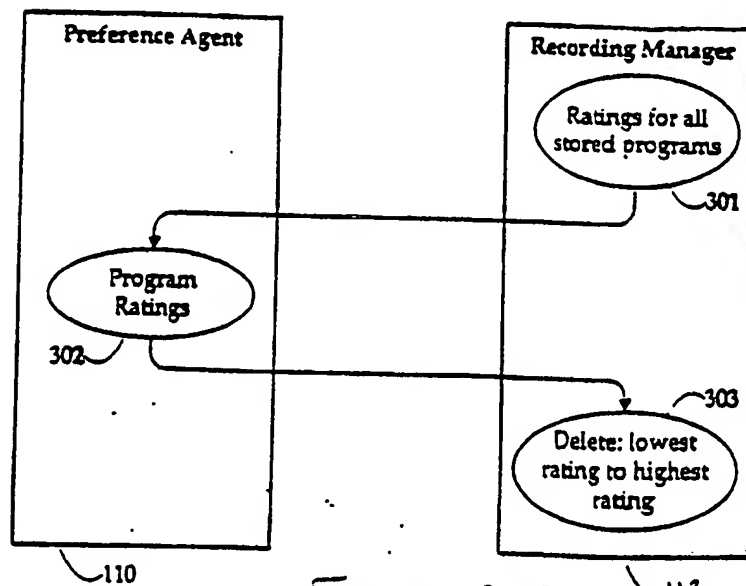 Preference Agent
Recording Manager
Ratings for all
stored programs
301
Program
Ratings
302
303
Delete: lowest
rating to highest
rating
110